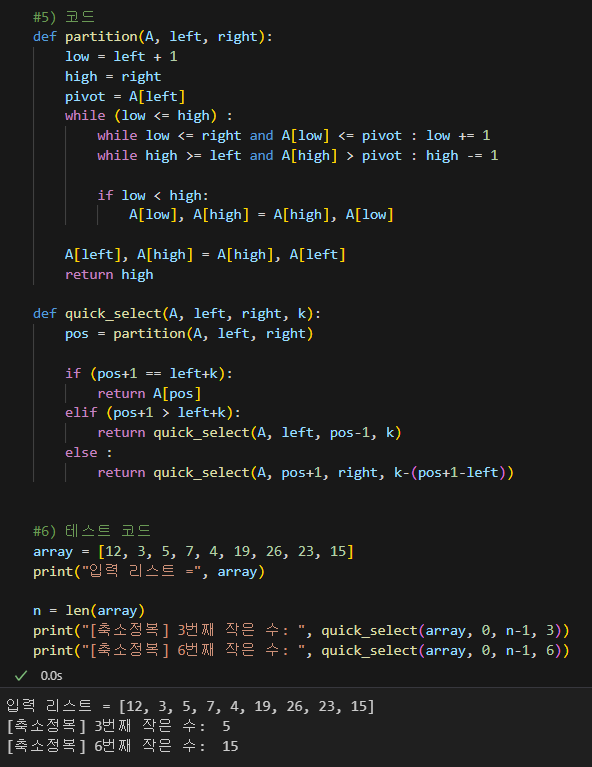 #5) 코드
def partition(A, left, right):
    low = left + 1
    high = right
    pivot = A[left]
    while (low <= high) :
        while low <= right and A[low] <= pivot : low += 1
        while high >= left and A[high] > pivot : high -= 1

        if low < high:
            A[low], A[high] = A[high], A[low]

    A[left], A[high] = A[high], A[left]
    return high

def quick_select(A, left, right, k):
    pos = partition(A, left, right)

    if (pos+1 == left+k):
        return A[pos]
    elif (pos+1 > left+k):
        return quick_select(A, left, pos-1, k)
    else :
        return quick_select(A, pos+1, right, k-(pos+1-left))

#6) 테스트 코드
array = [12, 3, 5, 7, 4, 19, 26, 23, 15]
print("입력 리스트 =", array)

n = len(array)
print("[축소정복] 3번째 작은 수: ", quick_select(array, 0, n-1, 3))
print("[축소정복] 6번째 작은 수: ", quick_select(array, 0, n-1, 6))
0.0s
입력 리스트 = [12, 3, 5, 7, 4, 19, 26, 23, 15]
[축소정복] 3번째 작은 수:  5
[축소정복] 6번째 작은 수:  15